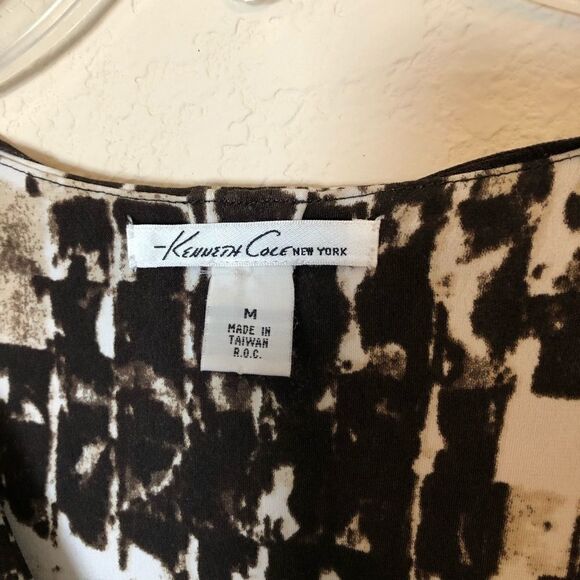 Kenneth Cole NEW YORK
M
MADE IN
TAIWAN
R.O.C.